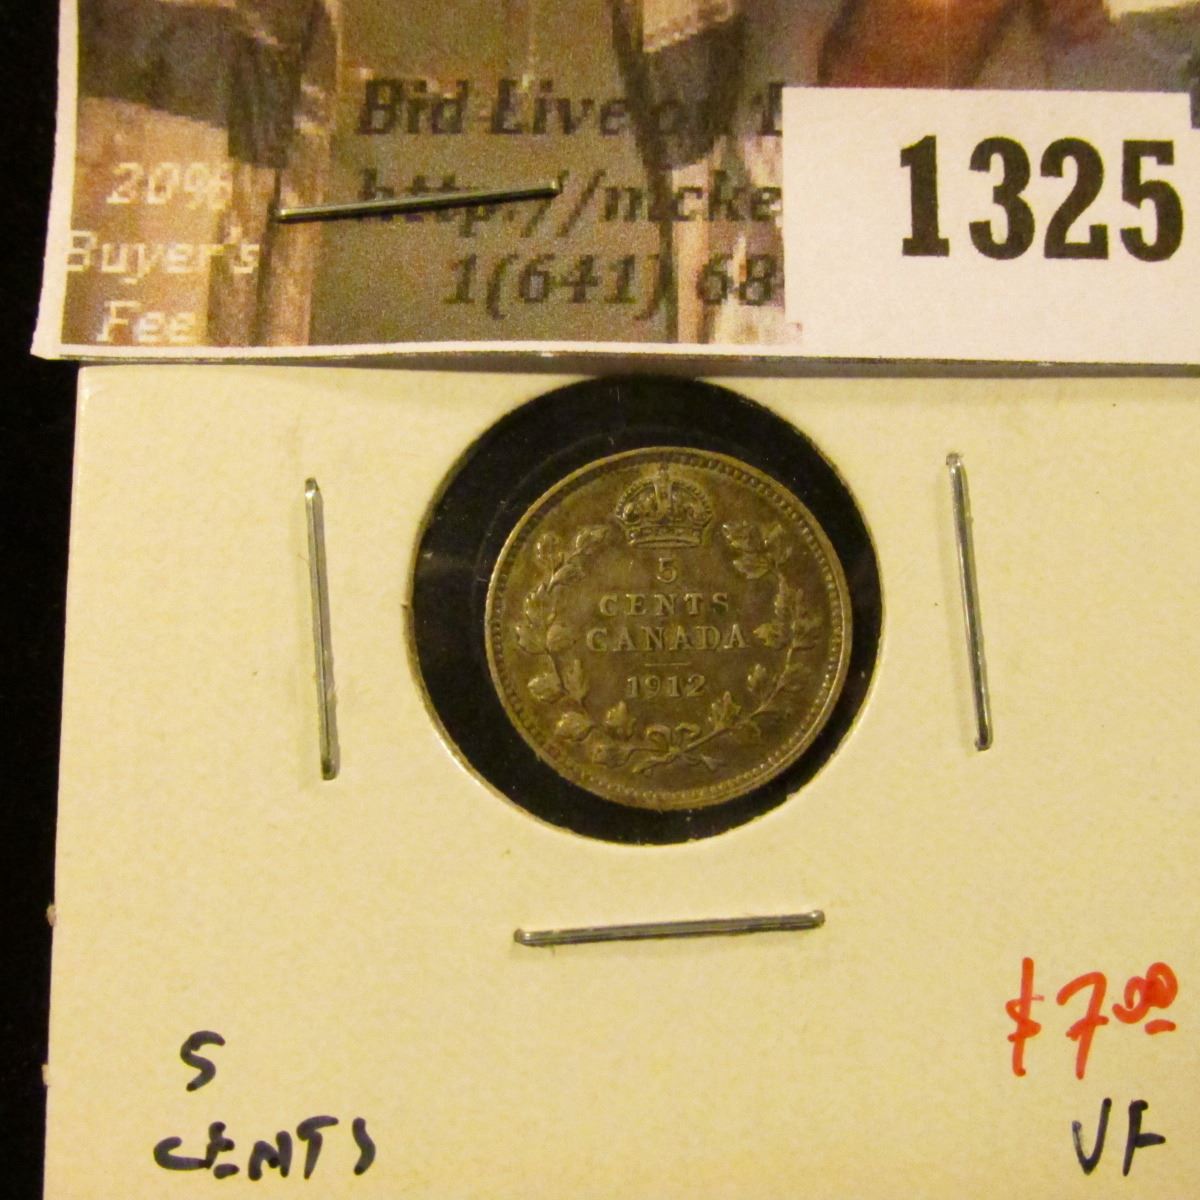 Bid Live on
20%
http://mcke
Buyer's
1(641) 68
Fee
1325
5
CENTS
CANADA
1912
$7.00
5
CENTS
VF